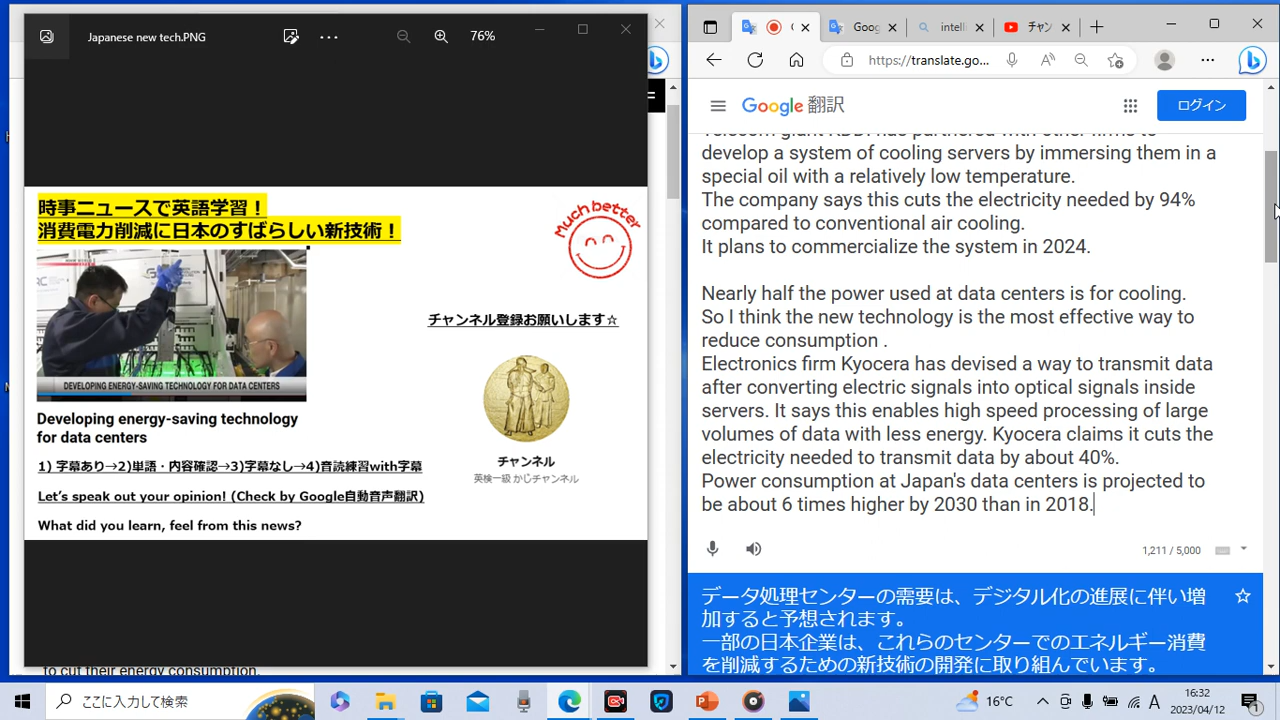 Japanese new tech.PNG
76%
時事ニュースで英語学習！
消費電力削減に日本のすばらしい新技術！
Much better
DEVELOPING ENERGY-SAVING TECHNOLOGY FOR DATA CENTERS
Developing energy-saving technology
for data centers
1) 字幕あり→2)単語・内容確認→3)字幕なし→4)音読練習with字幕
Let's speak out your opinion! (Check by Google自動音声翻訳)
What did you learn, feel from this news?
チャンネル登録お願いします☆
チャンネル
英検一級 かじチャンネル
to cut their energy consumption.
Goog
intell
チャン
https://translate.go...
Google 翻訳
ログイン
develop a system of cooling servers by immersing them in a
special oil with a relatively low temperature.
The company says this cuts the electricity needed by 94%
compared to conventional air cooling.
It plans to commercialize the system in 2024.
Nearly half the power used at data centers is for cooling.
So I think the new technology is the most effective way to
reduce consumption .
Electronics firm Kyocera has devised a way to transmit data
after converting electric signals into optical signals inside
servers. It says this enables high speed processing of large
volumes of data with less energy. Kyocera claims it cuts the
electricity needed to transmit data by about 40%.
Power consumption at Japan's data centers is projected to
be about 6 times higher by 2030 than in 2018.
1,211 / 5,000
データ処理センターの需要は、デジタル化の進展に伴い増
加すると予想されます。
一部の日本企業は、これらのセンターでのエネルギー消費
を削減するための新技術の開発に取り組んでいます。
ここに入力して検索
16°C
A
16:32
2023/04/12